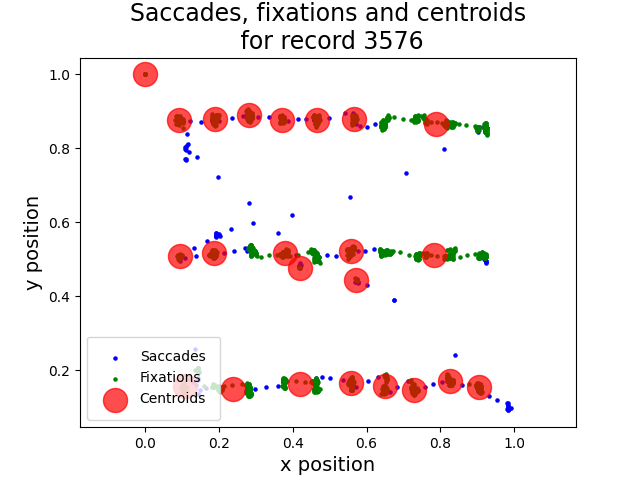 Saccades, fixations and centroids
for record 3576
1.0
0.8
0.6
0.4
0.2
y position
Saccades
Fixations
Centroids
0.0
0.2
0.4
0.6
0.8
1.0
x position